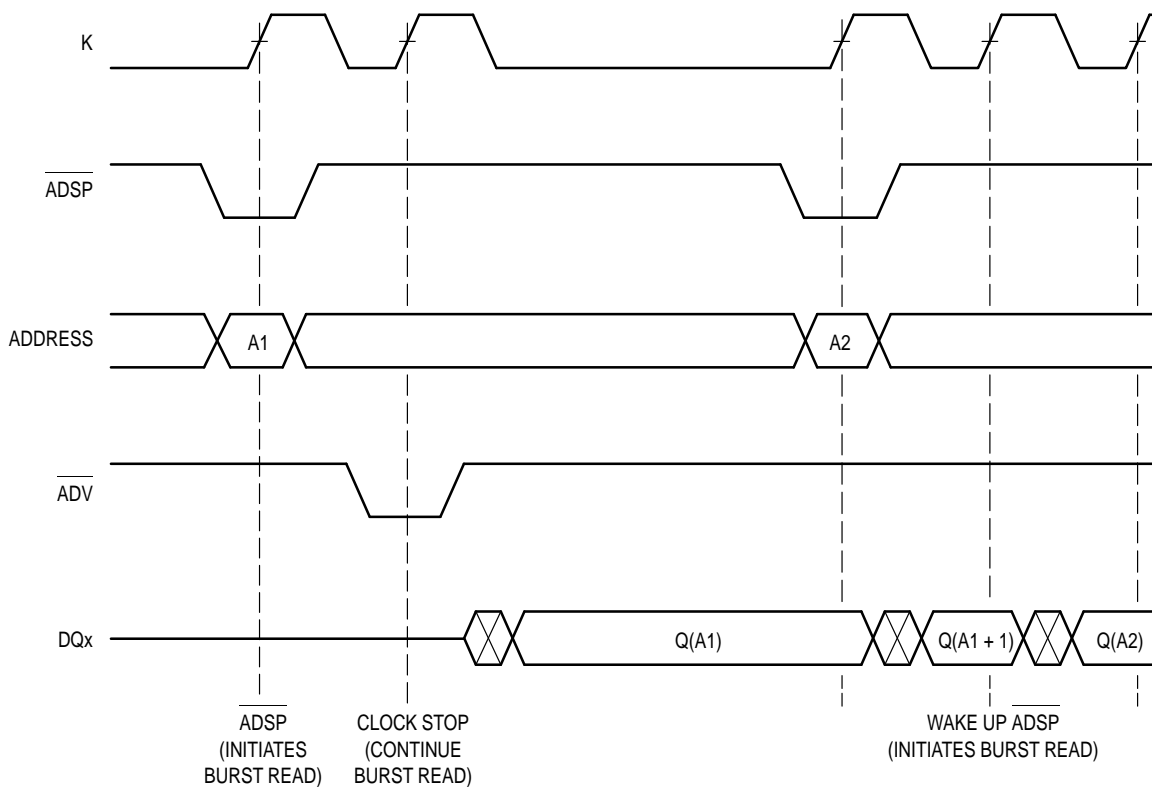 K
ADSP
ADDRESS
A1
A2
ADV
DQx
Q(A1)
Q(A1 + 1)
Q(A2)
ADSP
(INITIATES
BURST READ)
CLOCK STOP
(CONTINUE
BURST READ)
WAKE UP ADSP
(INITIATES BURST READ)